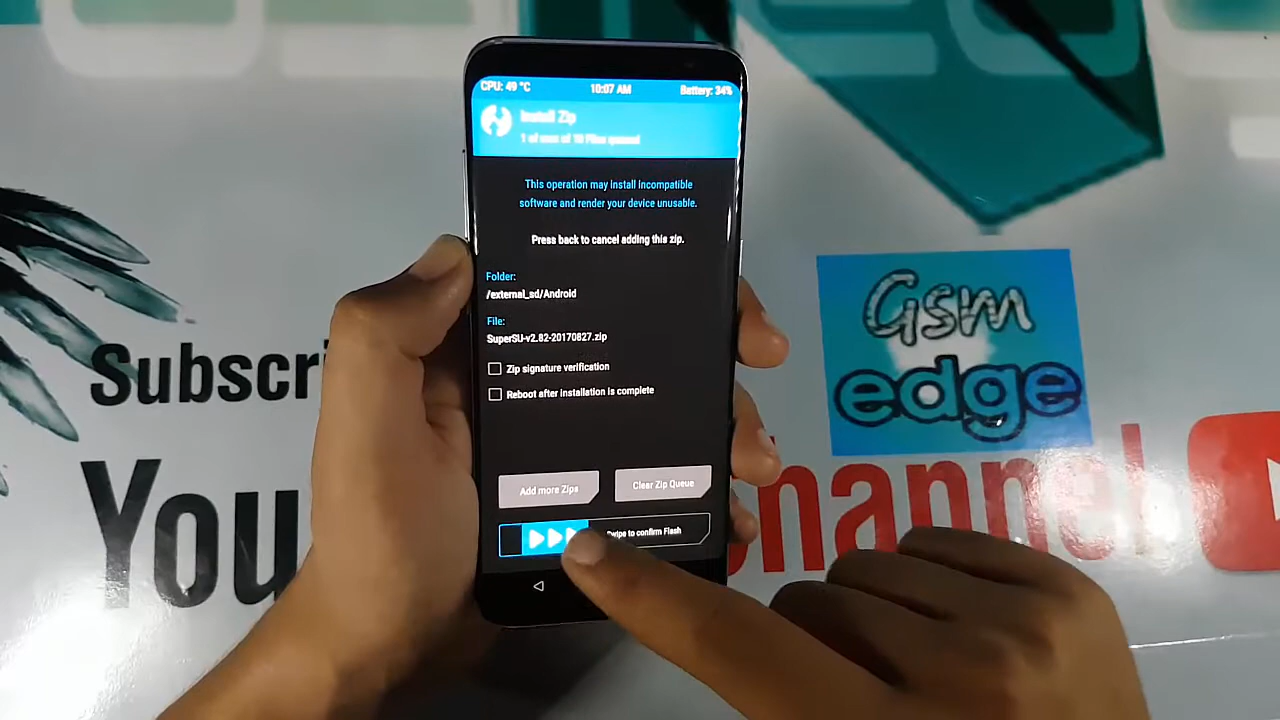 CPU: 49 °C 10:07 AM Battery: 34%
Install Zip
This operation may install incompatible
software and render your device unusable.
Press back to cancel adding this zip.
Folder:
/external_sd/Android
File:
SuperSU-v2.82-20170827.zip
Zip signature verification
Reboot after installation is complete
Add more Zips Clear Zip Queue
Swipe to confirm Flash
Subscri
You hannel
Gsm
edge